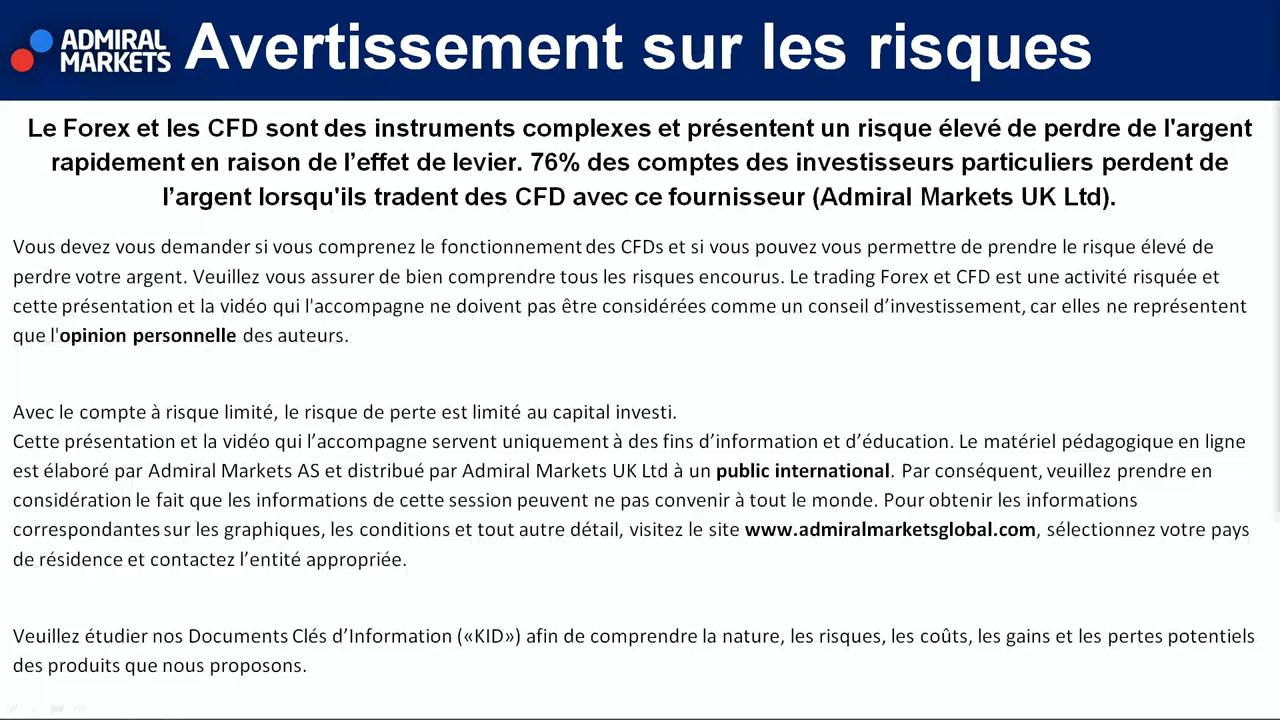 ADMIRAL
MARKETS
Avertissement sur les risques
Le Forex et les CFD sont des instruments complexes et présentent un risque élevé de perdre de l'argent
rapidement en raison de l’effet de levier. 76% des comptes des investisseurs particuliers perdent de
l’argent lorsqu'ils tradent des CFD avec ce fournisseur (Admiral Markets UK Ltd).
Vous devez vous demander si vous comprenez le fonctionnement des CFDs et si vous pouvez vous permettre de prendre le risque élevé de
perdre votre argent. Veuillez vous assurer de bien comprendre tous les risques encourus. Le trading Forex et CFD est une activité risquée et
cette présentation et la vidéo qui l'accompagne ne doivent pas être considérées comme un conseil d’investissement, car elles ne représentent
que l'opinion personnelle des auteurs.
Avec le compte à risque limité, le risque de perte est limité au capital investi.
Cette présentation et la vidéo qui l’accompagne servent uniquement à des fins d’information et d’éducation. Le matériel pédagogique en ligne
est élaboré par Admiral Markets AS et distribué par Admiral Markets UK Ltd à un public international. Par conséquent, veuillez prendre en
considération le fait que les informations de cette session peuvent ne pas convenir à tout le monde. Pour obtenir les informations
correspondantes sur les graphiques, les conditions et tout autre détail, visitez le site www.admiralmarketsglobal.com, sélectionnez votre pays
de résidence et contactez l’entité appropriée.
Veuillez étudier nos Documents Clés d’Information («KID») afin de comprendre la nature, les risques, les coûts, les gains et les pertes potentiels
des produits que nous proposons.